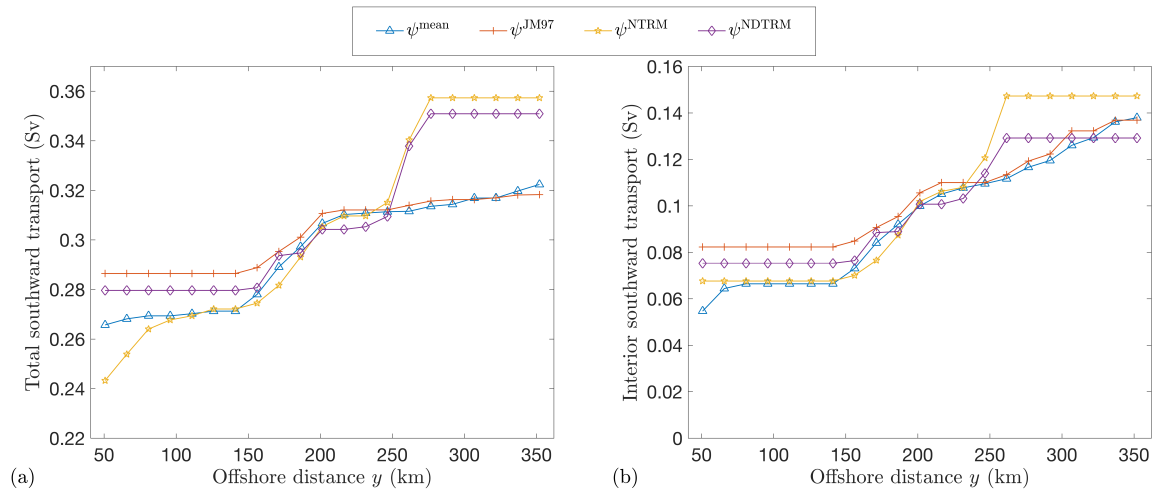 ψ^mean ψ^JM97 ψ^NTRM ψ^NDTRM
Total southward transport (Sv)
0.36
0.34
0.32
0.3
0.28
0.26
0.24
0.22
50 100 150 200 250 300 350
Offshore distance y (km)
(a)
Interior southward transport (Sv)
0.16
0.14
0.12
0.1
0.08
0.06
0.04
0.02
0
50 100 150 200 250 300 350
Offshore distance y (km)
(b)